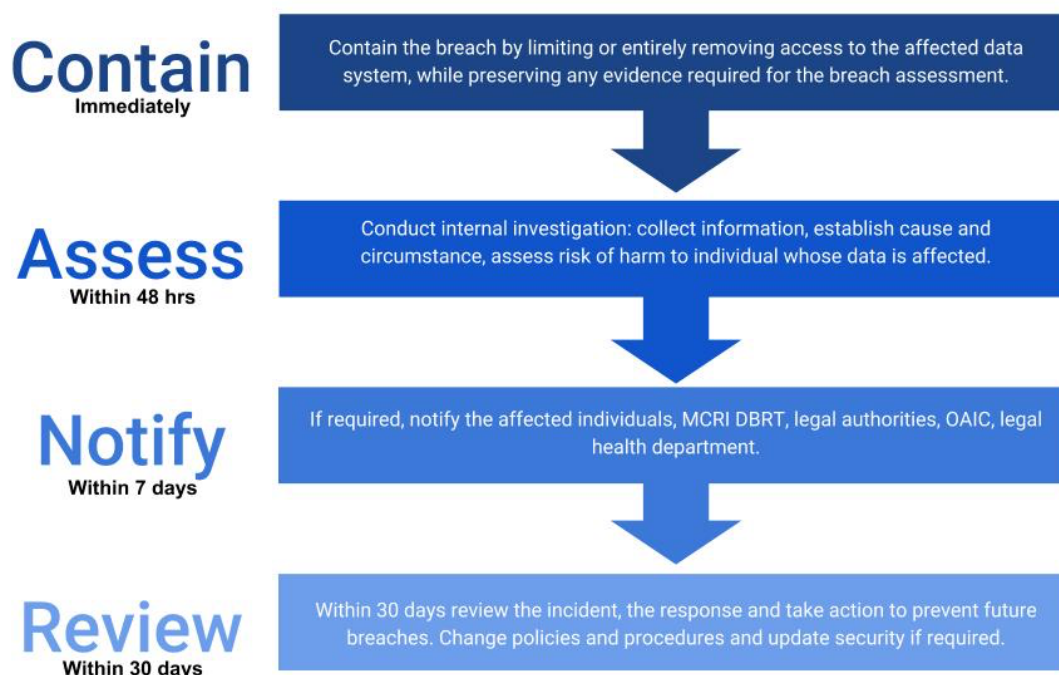 Contain
Immediately
Contain the breach by limiting or entirely removing access to the affected data
system, while preserving any evidence required for the breach assessment.
Assess
Within 48 hrs
Conduct internal investigation: collect information, establish cause and
circumstance, assess risk of harm to individual whose data is affected.
Notify
Within 7 days
If required, notify the affected individuals, MCRI DBRT, legal authorities, OAIC, legal
health department.
Review
Within 30 days
Within 30 days review the incident, the response and take action to prevent future
breaches. Change policies and procedures and update security if required.